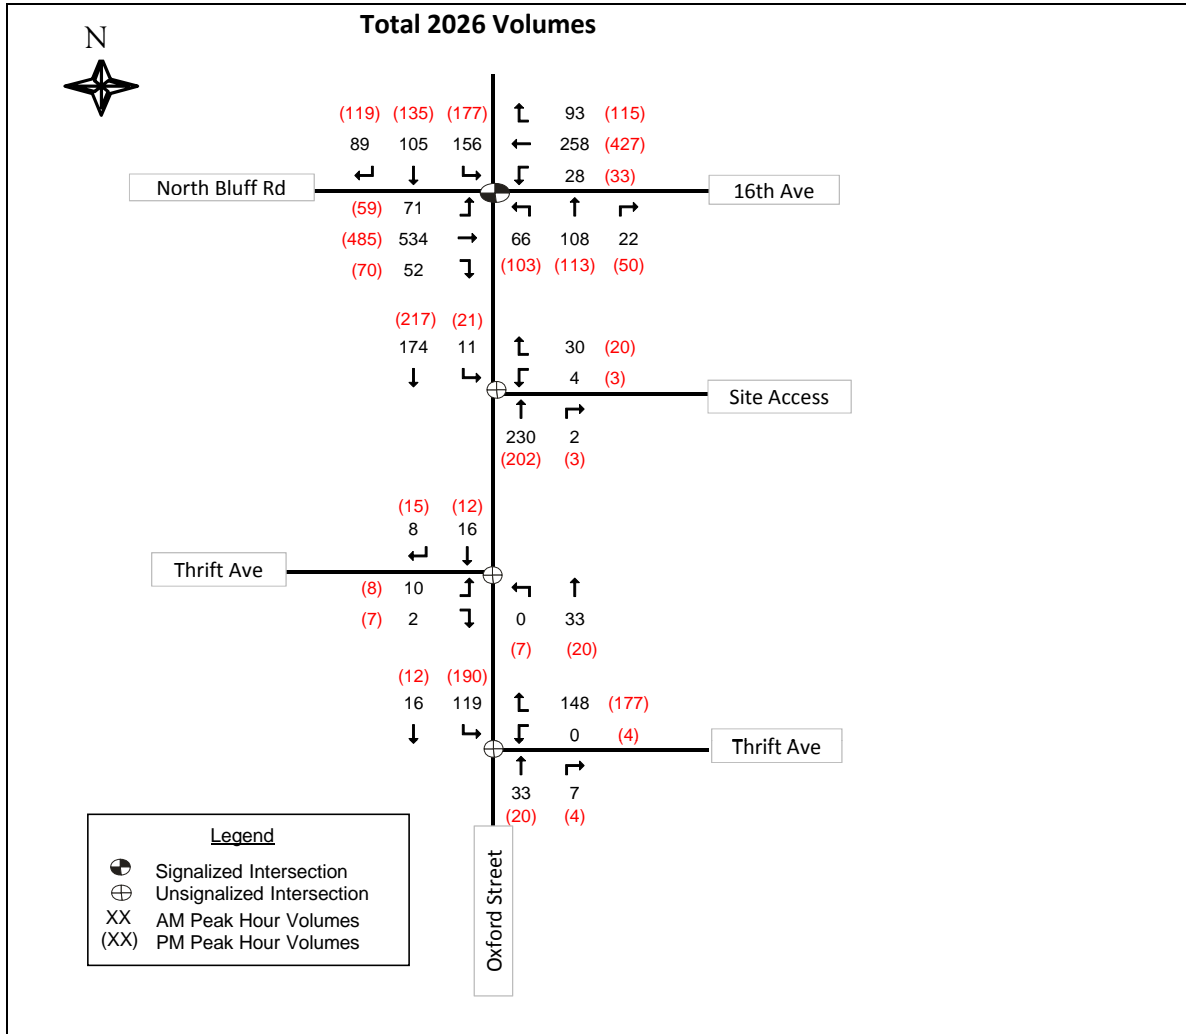 Total 2026 Volumes
N
(119) (135) (177) 93 (115)
89 105 156 258 (427)
28 (33)
North Bluff Rd
16th Ave
(59) 71
(485) 534 66 108 22
(70) 52 (103) (113) (50)
(217) (21)
174 11 30 (20)
4 (3)
Site Access
230 2
(202) (3)
(15) (12)
8 16
Thrift Ave
(8) 10
(7) 2 0 33
(7) (20)
(12) (190)
16 119 148 (177)
0 (4)
Thrift Ave
33 7
(20) (4)
Oxford Street
Legend
Signalized Intersection
Unsignalized Intersection
XX AM Peak Hour Volumes
(XX) PM Peak Hour Volumes